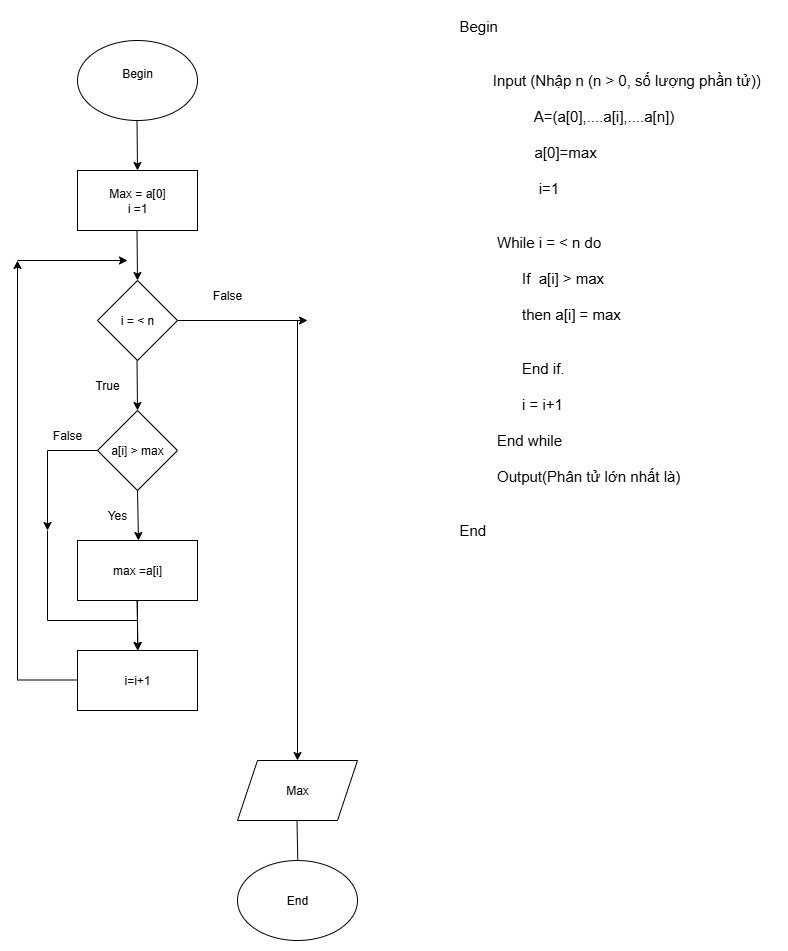 Begin
Max = a[0]
i =1
i = < n
False
True
a[i] > max
False
Yes
max =a[i]
i=i+1
Max
End
Begin
Input (Nhập n (n > 0, số lượng phần tử))
A=(a[0],....a[i],....a[n])
a[0]=max
i=1
While i = < n do
If a[i] > max
then a[i] = max
End if.
i = i+1
End while
Output(Phân tử lớn nhất là)
End